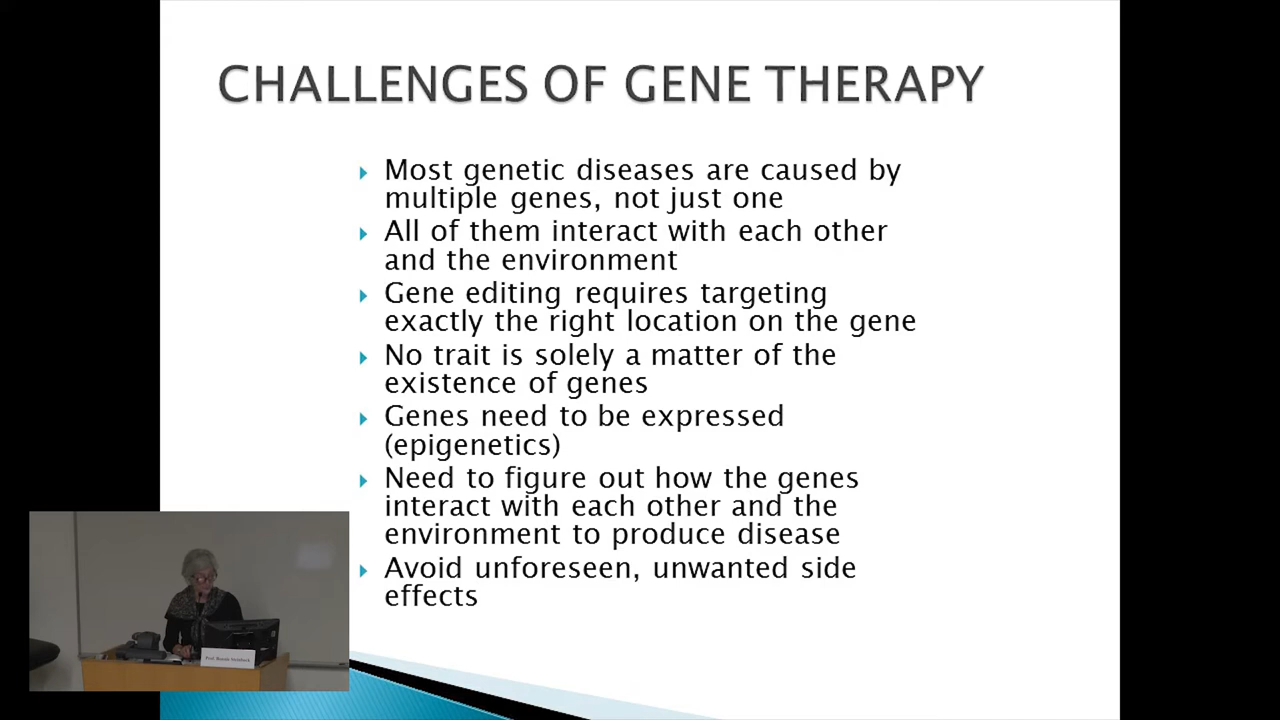 CHALLENGES OF GENE THERAPY
Most genetic diseases are caused by
multiple genes, not just one
All of them interact with each other
and the environment
Gene editing requires targeting
exactly the right location on the gene
No trait is solely a matter of the
existence of genes
Genes need to be expressed
(epigenetics)
Need to figure out how the genes
interact with each other and the
environment to produce disease
Avoid unforeseen, unwanted side
effects
Prof.